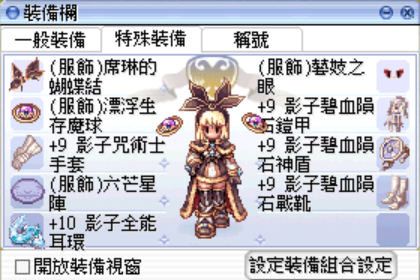 裝備欄
一般裝備
特殊裝備
稱號
(服飾)席琳的
蝴蝶結
(服飾)漂浮生
存魔球
+9 影子咒術士
手套
(服飾)六芒星
陣
+10 影子全能
耳環
(服飾)藝妓之
眼
+9 影子碧血隕
石鎧甲
+9 影子碧血隕
石神盾
+9 影子碧血隕
石戰靴
開放裝備視窗
設定裝備組合設定